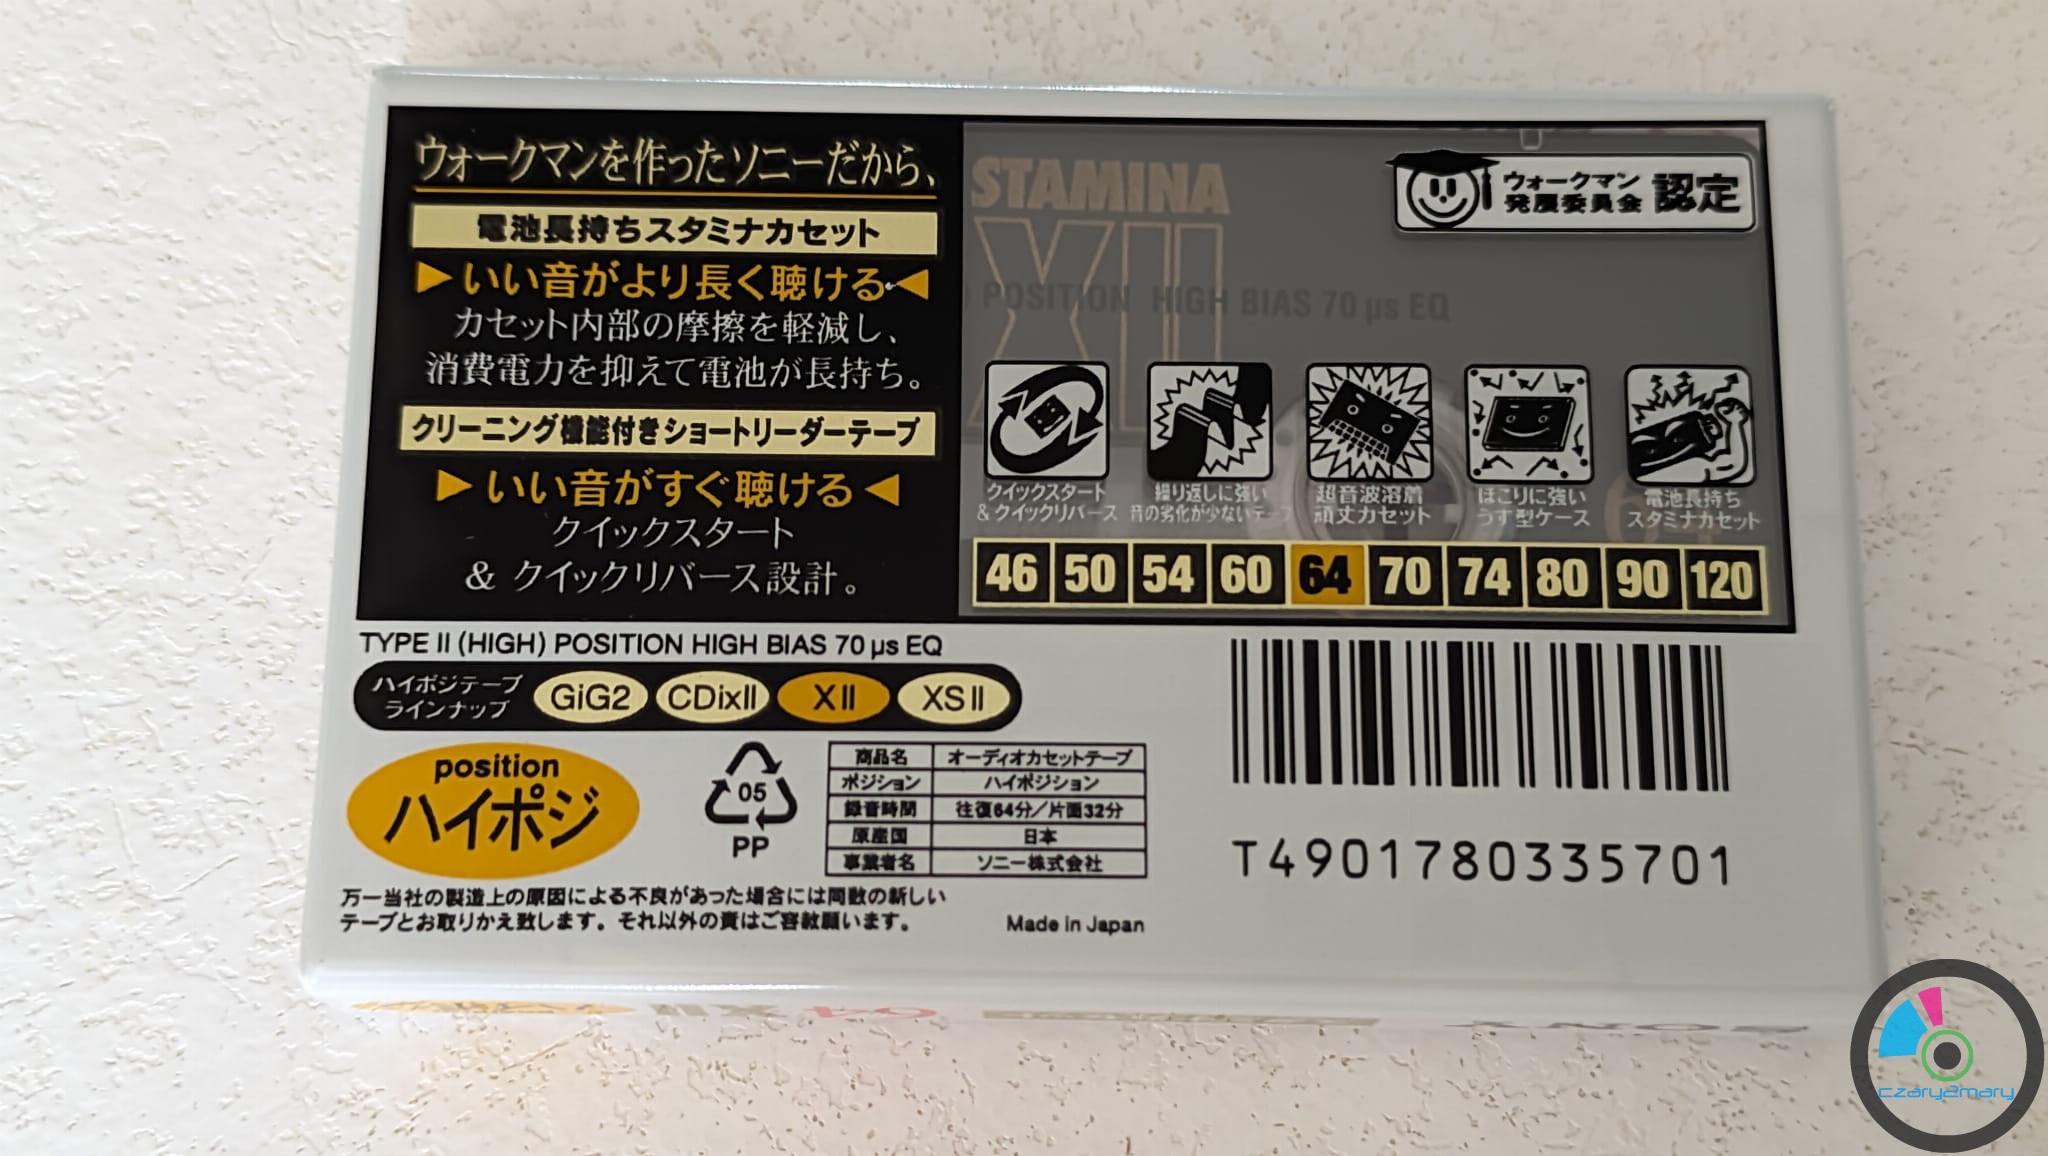 ウォークマンを作ったソニーだから、
電池長持ちスタミナカセット
いい音がより長く聴ける
カセット内部の摩擦を軽減し、
消費電力を抑えて電池が長持ち。
クリーニング機能付きショートリーダーテープ
いい音がすぐ聴ける
クイックスタート
& クイックリバース設計。
STAMINA
XII
POSITION HIGH BIAS 70 µs EQ
ウォークマン
発展委員会
認定
クイックスタート
& クイックリバース
繰り返しに強い
音の劣化が少ないテープ
超音波溶着
頑丈カセット
ほこりに強い
うす型ケース
電池長持ち
スタミナカセット
46 50 54 60 64 70 74 80 90 120
TYPE II (HIGH) POSITION HIGH BIAS 70 µs EQ
ハイポジテープ
ラインナップ
GiG2 CDixII XII XSII
position
ハイポジ
05
PP
商品名 オーディオカセットテープ
ポジション ハイポジション
録音時間 往復64分／片面32分
原産国 日本
事業者名 ソニー株式会社
万一当社の製造上の原因による不良があった場合には同数の新しい
テープとお取りかえ致します。それ以外の責はご容赦願います。
Made in Japan
T4901780335701
czary2mary